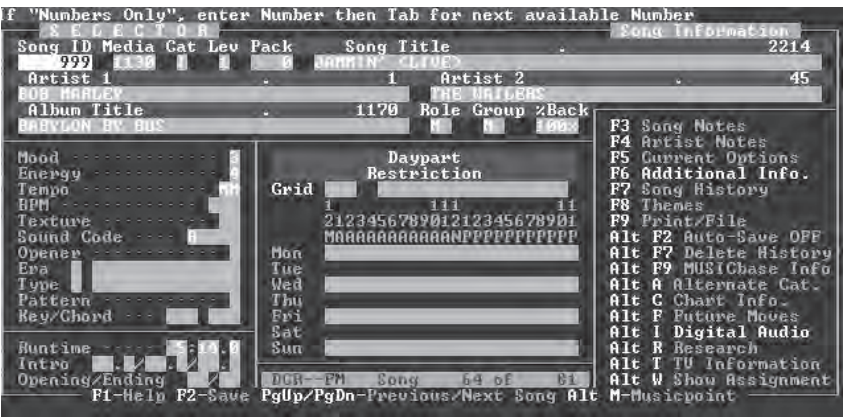 If "Numbers Only", enter Number then Tab for next available Number
SELECTOR Song Information
Song ID Media Cat Lev Pack Song Title . 2214
999 1130 1 1 0 JAMMIN' <LIVE>
Artist 1 . 1 Artist 2 . 45
BOB MARLEY THE WAILERS
Album Title . 1170 Role Group %Back
BABYLON BY BUS M M 100%
F3 Song Notes
F4 Artist Notes
F5 Current Options
F6 Additional Info.
F7 Song History
F8 Themes
F9 Print/File
Alt F2 Auto-Save OFF
Alt F7 Delete History
Alt F9 MUSICbase Info
Alt A Alternate Cat.
Alt C Chart Info.
Alt F Future Moves
Alt I Digital Audio
Alt R Research
Alt T TV Information
Alt W Show Assignment
Mood 3
Energy
Tempo MM
BPM
Texture
Sound Code
Opener
Era
Type
Pattern
Key/Chord
Runtime 5:14.0
Intro . / . / .
Opening/Ending /
Daypart
Restriction
Grid
1 111 11
212345678901212345678901
MAAAAAAAAAAANPPPPPPPPPPP
Mon
Tue
Wed
Thu
Fri
Sat
Sun
DCR--FM Song 64 of 81
F1-Help F2-Save PgUp/PgDn-Previous/Next Song Alt M-Musicpoint